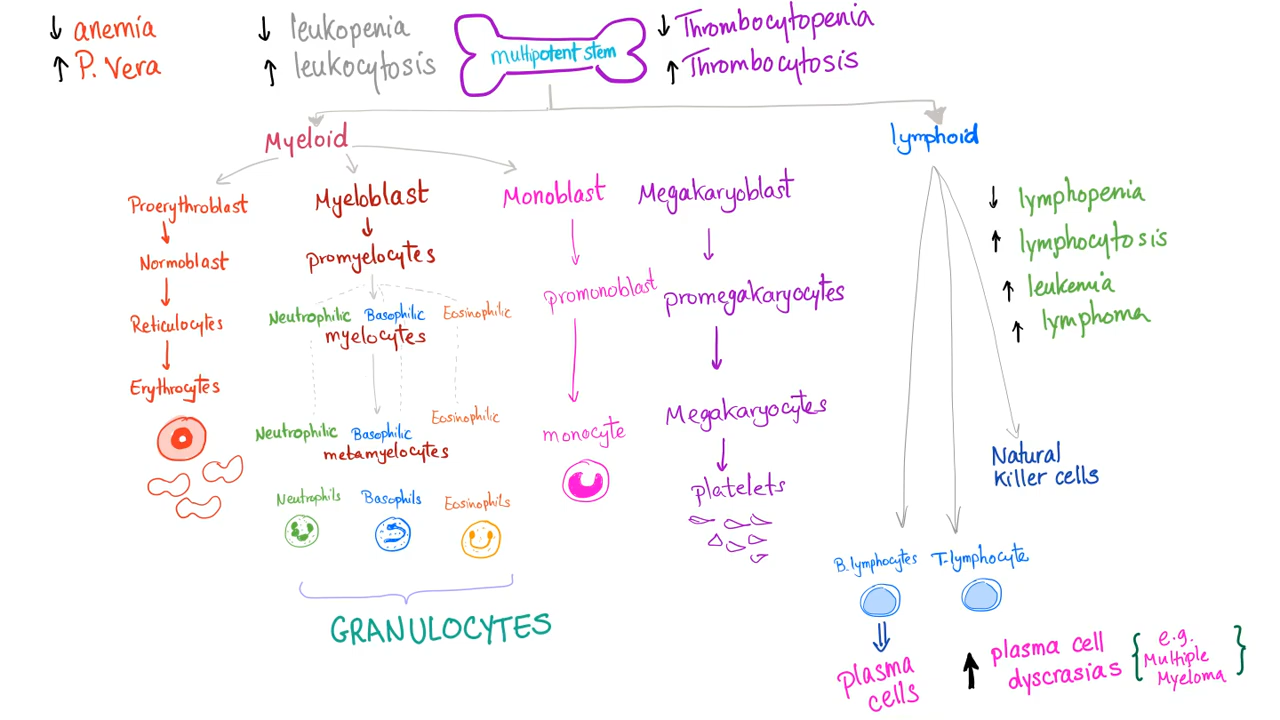 ↓ anemia
↑ P. Vera
↓ leukopenia
↑ leukocytosis
multipotent stem
↓ Thrombocytopenia
↑ Thrombocytosis
Myeloid
lymphoid
Proerythroblast
Normoblast
Reticulocytes
Erythrocytes
Myeloblast
promyelocytes
Neutrophilic Basophilic Eosinophilic
myelocytes
Neutrophilic Basophilic Eosinophilic
metamyelocytes
Neutrophils Basophils Eosinophils
GRANULOCYTES
Monoblast
promonoblast
monocyte
Megakaryoblast
promegakaryocytes
Megakaryocytes
platelets
↓ lymphopenia
↑ lymphocytosis
↑ leukemia
↑ lymphoma
Natural
Killer cells
B.lymphocytes T.lymphocyte
plasma
cells
↑ plasma cell
dyscrasias
{ e.g.
Multiple
Myeloma }